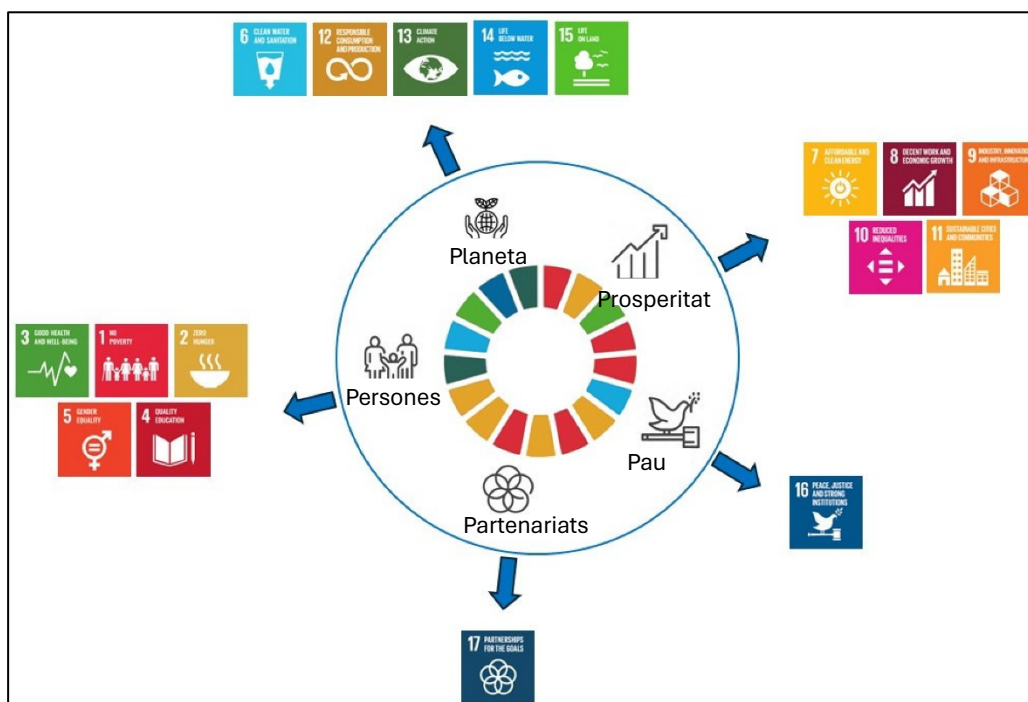 6 CLEAN WATER
AND SANITATION
12 RESPONSIBLE
CONSUMPTION
AND PRODUCTION
13 CLIMATE
ACTION
14 LIFE
BELOW WATER
15 LIFE
ON LAND
7 AFFORDABLE AND
CLEAN ENERGY
8 DECENT WORK AND
ECONOMIC GROWTH
9 INDUSTRY, INNOVATION
AND INFRASTRUCTURE
10 REDUCED
INEQUALITIES
11 SUSTAINABLE CITIES
AND COMMUNITIES
Planeta
Prosperitat
3 GOOD HEALTH
AND WELL-BEING
1 NO
POVERTY
2 ZERO
HUNGER
5 GENDER
EQUALITY
4 QUALITY
EDUCATION
Persones
Pau
Partenariats
16 PEACE, JUSTICE
AND STRONG
INSTITUTIONS
17 PARTNERSHIPS
FOR THE GOALS